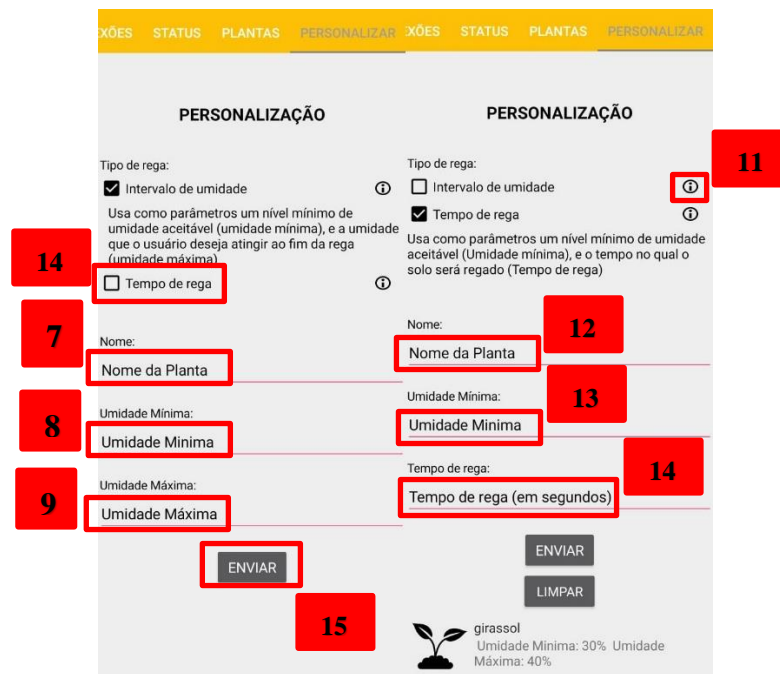 XÕES STATUS PLANTAS PERSONALIZAR
PERSONALIZAÇÃO
Tipo de rega:
Intervalo de umidade
Usa como parâmetros um nível mínimo de
umidade aceitável (umidade mínima), e a umidade
que o usuário deseja atingir ao fim da rega
(umidade máxima)
14
Tempo de rega
7
Nome:
Nome da Planta
8
Umidade Mínima:
Umidade Minima
9
Umidade Máxima:
Umidade Máxima
ENVIAR
15
XÕES STATUS PLANTAS PERSONALIZAR
PERSONALIZAÇÃO
11
Tipo de rega:
Intervalo de umidade
Tempo de rega
Usa como parâmetros um nível mínimo de umidade
aceitável (Umidade mínima), e o tempo no qual o
solo será regado (Tempo de rega)
12
Nome:
Nome da Planta
13
Umidade Mínima:
Umidade Minima
14
Tempo de rega:
Tempo de rega (em segundos)
ENVIAR
LIMPAR
girassol
Umidade Minima: 30% Umidade
Máxima: 40%